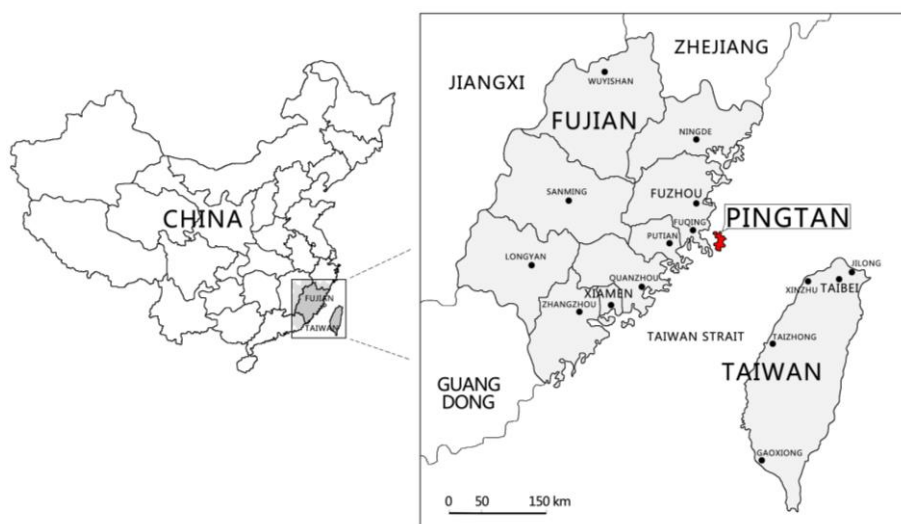 CHINA
FUJIAN
TAIWAN
ZHEJIANG
JIANGXI
WUYISHAN
FUJIAN
NINGDE
SANMING
FUZHOU
PINGTAN
FUQING
PUTIAN
LONGYAN
JILONG
QUANZHOU
XINZHU
TAIBEI
XIAMEN
ZHANGZHOU
TAIWAN STRAIT
TAIZHONG
TAIWAN
GUANG
DONG
GAOXIONG
0 50 150 km